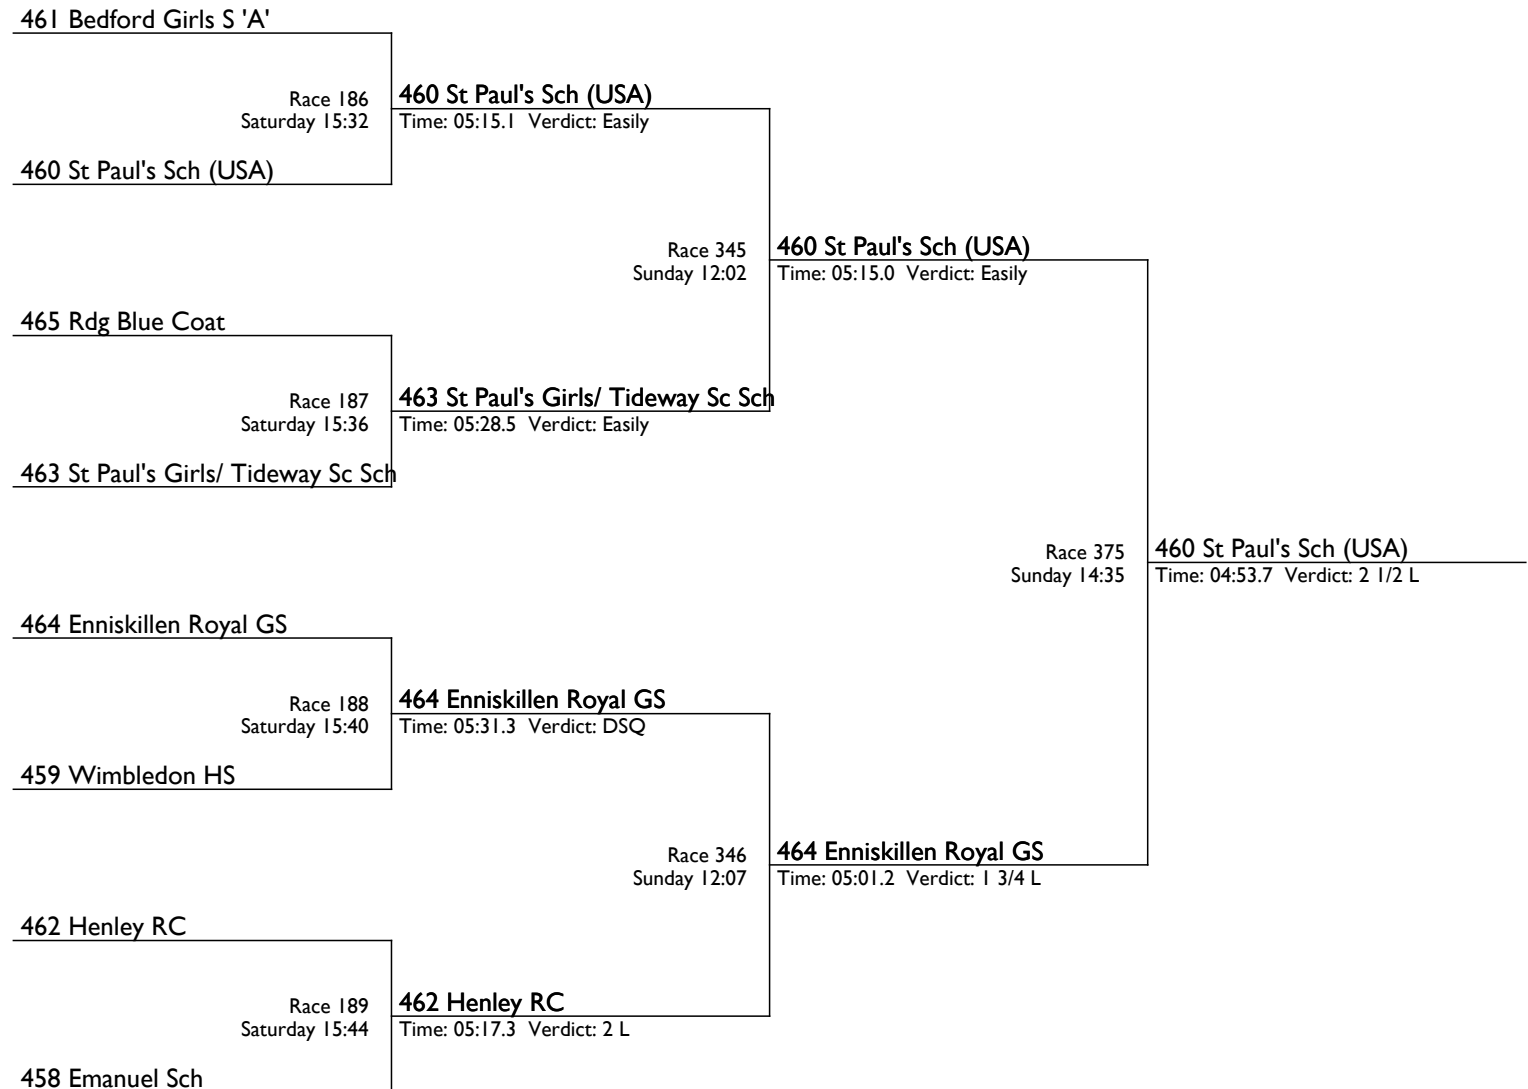 461 Bedford Girls S 'A'
Race 186
Saturday 15:32
460 St Paul's Sch (USA)
Time: 05:15.1 Verdict: Easily
460 St Paul's Sch (USA)
Race 345
Sunday 12:02
460 St Paul's Sch (USA)
Time: 05:15.0 Verdict: Easily
465 Rdg Blue Coat
Race 187
Saturday 15:36
463 St Paul's Girls/ Tideway Sc Sch
Time: 05:28.5 Verdict: Easily
463 St Paul's Girls/ Tideway Sc Sch
Race 375
Sunday 14:35
460 St Paul's Sch (USA)
Time: 04:53.7 Verdict: 2 1/2 L
464 Enniskillen Royal GS
Race 188
Saturday 15:40
464 Enniskillen Royal GS
Time: 05:31.3 Verdict: DSQ
459 Wimbledon HS
Race 346
Sunday 12:07
464 Enniskillen Royal GS
Time: 05:01.2 Verdict: 1 3/4 L
462 Henley RC
Race 189
Saturday 15:44
462 Henley RC
Time: 05:17.3 Verdict: 2 L
458 Emanuel Sch